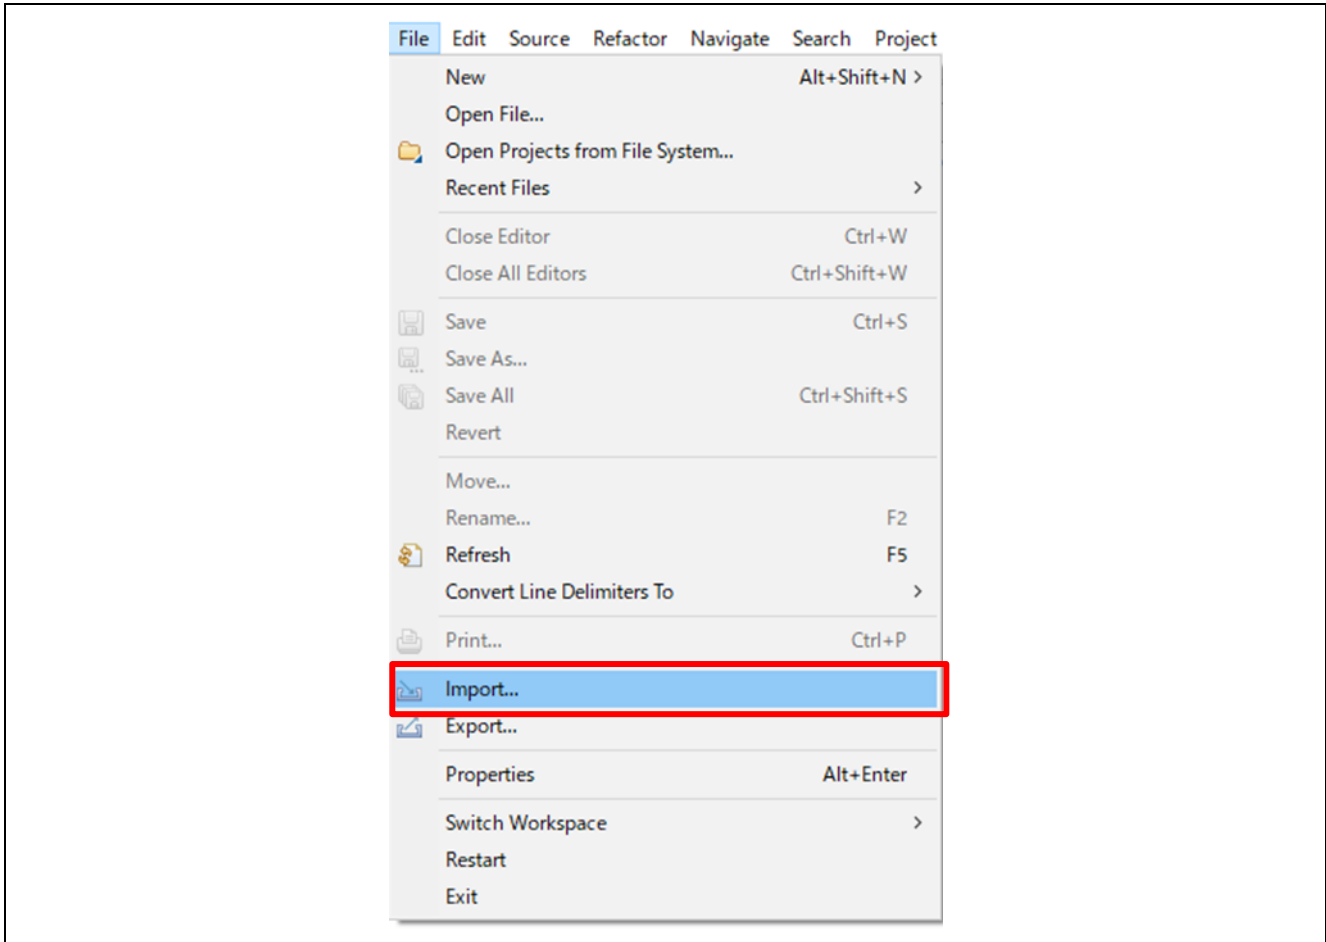 File Edit Source Refactor Navigate Search Project
New Alt+Shift+N >
Open File...
Open Projects from File System...
Recent Files >
Close Editor Ctrl+W
Close All Editors Ctrl+Shift+W
Save Ctrl+S
Save As...
Save All Ctrl+Shift+S
Revert
Move...
Rename... F2
Refresh F5
Convert Line Delimiters To >
Print... Ctrl+P
Import...
Export...
Properties Alt+Enter
Switch Workspace >
Restart
Exit